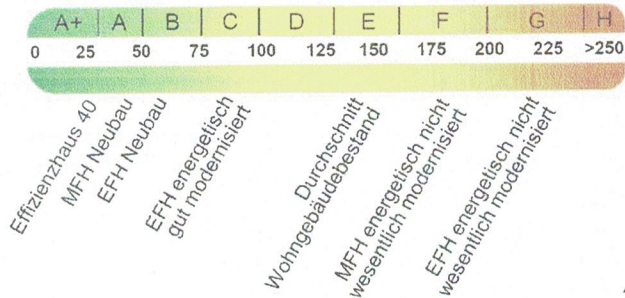 A+ A B C D E F G H
0 25 50 75 100 125 150 175 200 225 >250
Effizienzhaus 40
MFH Neubau
EFH Neubau
EFH energetisch
gut modernisiert
Durchschnitt
Wohngebäudebestand
MFH energetisch nicht
wesentlich modernisiert
EFH energetisch nicht
wesentlich modernisiert